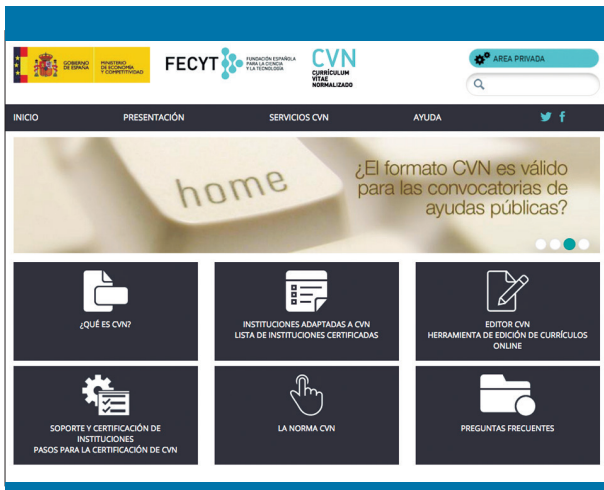 GOBIERNO
DE ESPAÑA
MINISTERIO
DE ECONOMÍA
Y COMPETITIVIDAD
FECYT
FUNDACIÓN ESPAÑOLA
PARA LA CIENCIA
Y LA TECNOLOGÍA
CVN
CURRÍCULUM
VÍTAE
NORMALIZADO
AREA PRIVADA
INICIO PRESENTACIÓN SERVICIOS CVN AYUDA
home
¿El formato CVN es válido
para las convocatorias de
ayudas públicas?
¿QUÉ ES CVN?
INSTITUCIONES ADAPTADAS A CVN
LISTA DE INSTITUCIONES CERTIFICADAS
EDITOR CVN
HERRAMIENTA DE EDICIÓN DE CURRÍCULOS
ONLINE
SOPORTE Y CERTIFICACIÓN DE
INSTITUCIONES
PASOS PARA LA CERTIFICACIÓN DE CVN
LA NORMA CVN
PREGUNTAS FRECUENTES